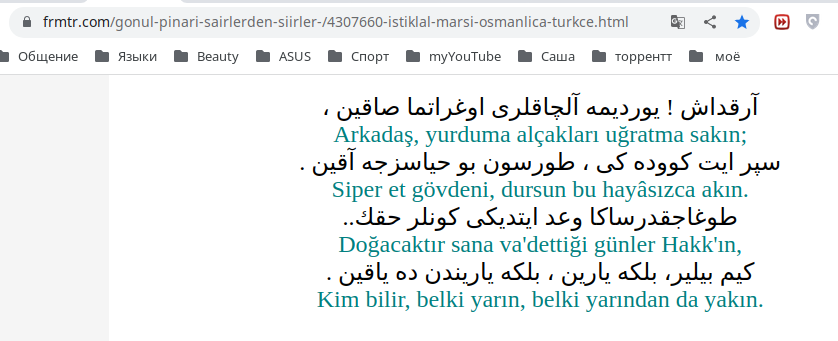 frmtr.com/gonul-pinari-sairlerden-siirler-/4307660-istiklal-marsi-osmanlica-turkce.html
Общение Языки Beauty ASUS Спорт myYouTube Саша торрентт моё
آرقداش ! يورديمه آلچاقلرى اوغراتما صاقين ،
Arkadaş, yurduma alçakları uğratma sakın;
سپر ايت كووده كى ، طورسون بو حياسزجه آقين .
Siper et gövdeni, dursun bu hayâsızca akın.
طوغاجقدرساكا وعد ايتديكى كونلر حقك..
Doğacaktır sana va'dettiği günler Hakk'ın,
كيم بيلير، بلكه يارين ، بلكه ياريندن ده ياقين .
Kim bilir, belki yarın, belki yarından da yakın.